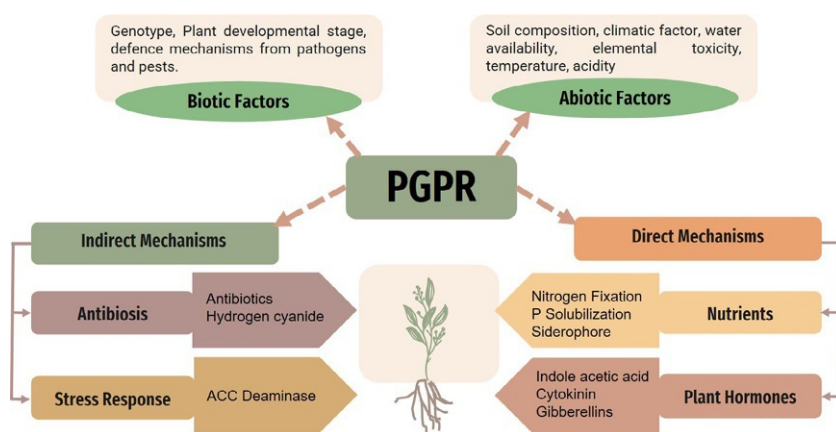 Genotype, Plant developmental stage,
defence mechanisms from pathogens
and pests.
Biotic Factors
Soil composition, climatic factor, water
availability, elemental toxicity,
temperature, acidity
Abiotic Factors
PGPR
Indirect Mechanisms
Direct Mechanisms
Antibiosis
Antibiotics
Hydrogen cyanide
Nitrogen Fixation
P Solubilization
Siderophore
Nutrients
Stress Response
ACC Deaminase
Indole acetic acid
Cytokinin
Gibberellins
Plant Hormones